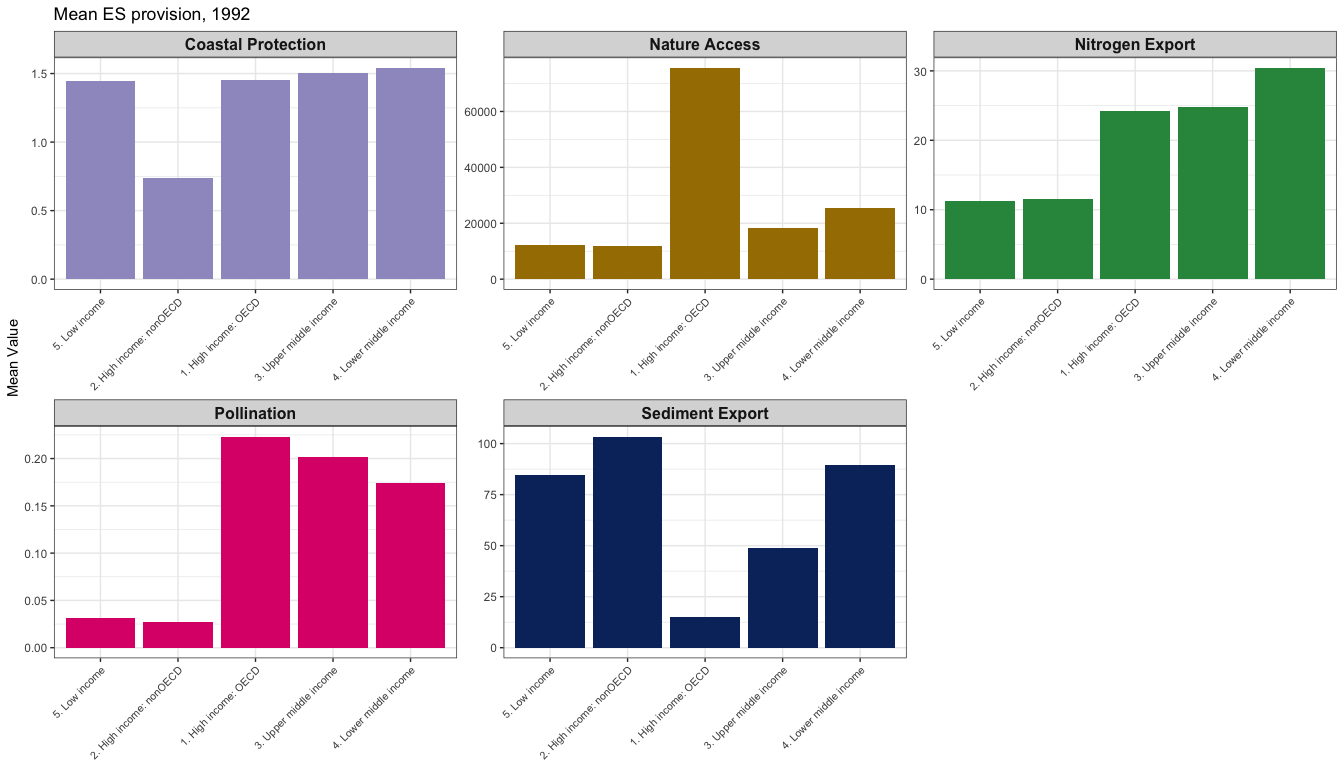 Mean ES provision, 1992
Mean Value
Coastal Protection
1.5
1.0
0.5
0.0
5. Low income
2. High income: nonOECD
1. High income: OECD
3. Upper middle income
4. Lower middle income
Nature Access
60000
40000
20000
0
5. Low income
2. High income: nonOECD
1. High income: OECD
3. Upper middle income
4. Lower middle income
Nitrogen Export
30
20
10
0
5. Low income
2. High income: nonOECD
1. High income: OECD
3. Upper middle income
4. Lower middle income
Pollination
0.20
0.15
0.10
0.05
0.00
5. Low income
2. High income: nonOECD
1. High income: OECD
3. Upper middle income
4. Lower middle income
Sediment Export
100
75
50
25
0
5. Low income
2. High income: nonOECD
1. High income: OECD
3. Upper middle income
4. Lower middle income